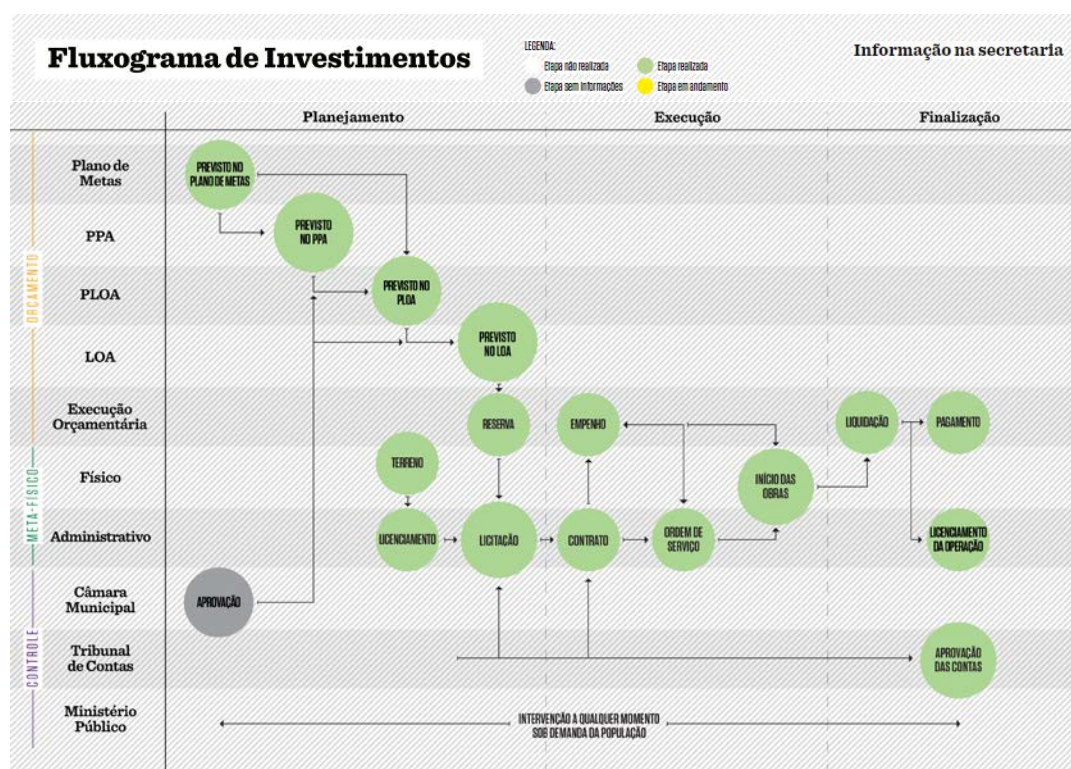 Fluxograma de Investimentos
LEGENDA:
Etapa não realizada
Etapa realizada
Etapa sem informações
Etapa em andamento
Informação na secretaria
Planejamento
Execução
Finalização
ORÇAMENTO
META-FÍSICO
CONTROLE
Plano de
Metas
PREVISTO NO
PLANO DE METAS
PPA
PREVISTO
NO PPA
PLOA
PREVISTO NO
PLOA
LOA
PREVISTO
NO LOA
Execução
Orçamentária
RESERVA
EMPENHO
LIQUIDAÇÃO
PAGAMENTO
Físico
TERRENO
INÍCIO DAS
OBRAS
Administrativo
LICENCIAMENTO
LICITAÇÃO
CONTRATO
ORDEM DE
SERVIÇO
LICENCIAMENTO
DA OPERAÇÃO
Câmara
Municipal
APROVAÇÃO
Tribunal
de Contas
APROVAÇÃO
DAS CONTAS
Ministério
Público
INTERVENÇÃO A QUALQUER MOMENTO
SOB DEMANDA DA POPULAÇÃO